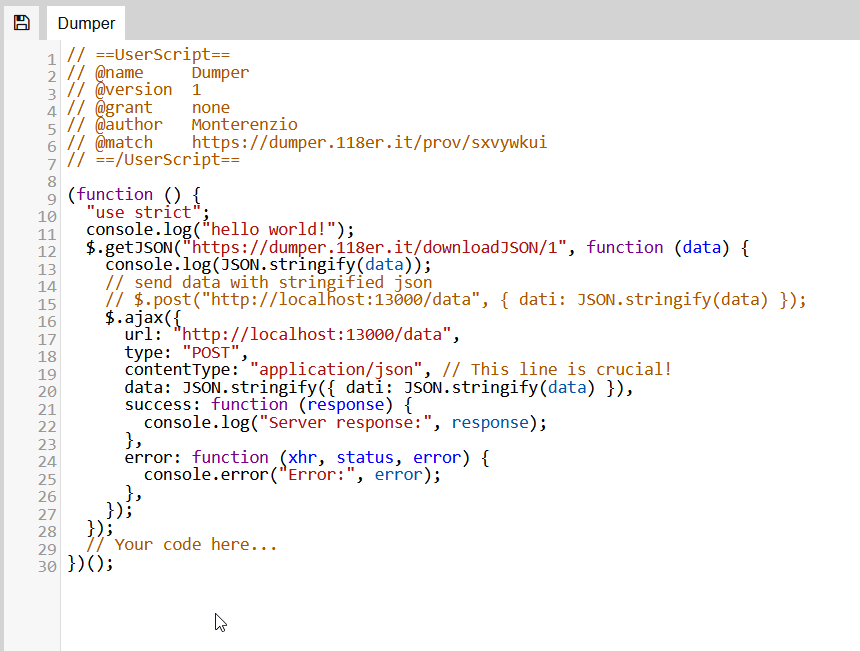 Dumper
1 // ==UserScript==
2 // @name     Dumper
3 // @version  1
4 // @grant    none
5 // @author   Monterenzio
6 // @match    https://dumper.118er.it/prov/sxvywkui
7 // ==/UserScript==
8
9 (function () {
10   "use strict";
11   console.log("hello world!");
12   $.getJSON("https://dumper.118er.it/downloadJSON/1", function (data) {
13     console.log(JSON.stringify(data));
14     // send data with stringified json
15     // $.post("http://localhost:13000/data", { dati: JSON.stringify(data) });
16     $.ajax({
17       url: "http://localhost:13000/data",
18       type: "POST",
19       contentType: "application/json", // This line is crucial!
20       data: JSON.stringify({ dati: JSON.stringify(data) }),
21       success: function (response) {
22         console.log("Server response:", response);
23       },
24       error: function (xhr, status, error) {
25         console.error("Error:", error);
26       },
27     });
28   });
29   // Your code here...
30 })();